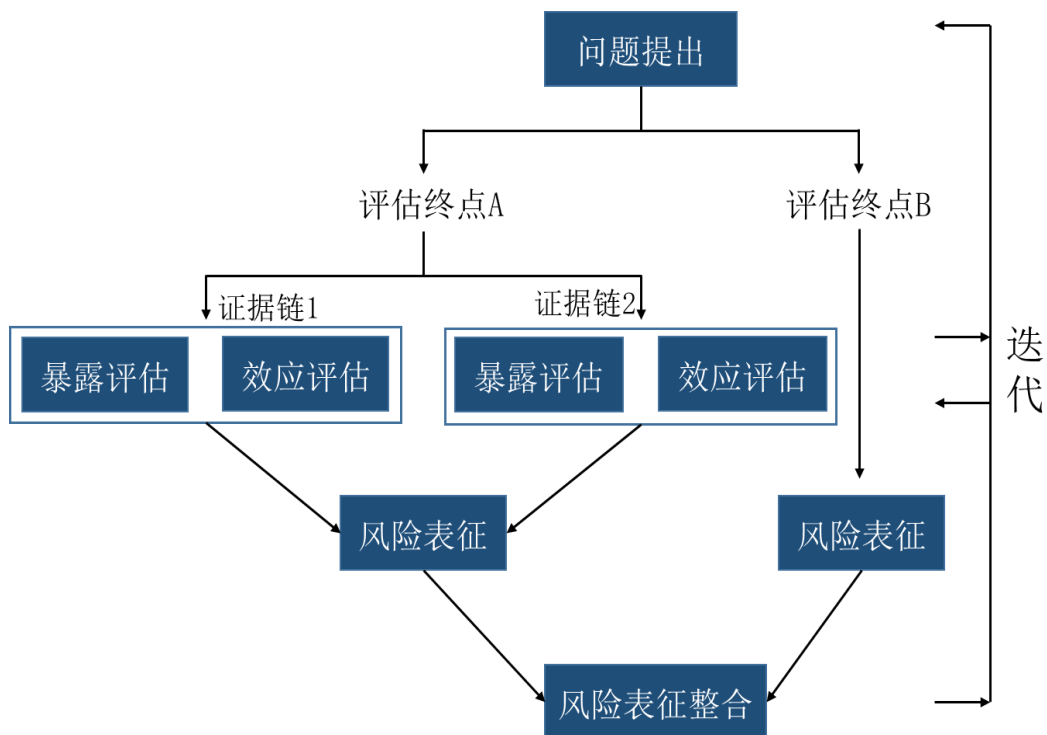 问题提出
评估终点A
评估终点B
证据链1
证据链2
暴露评估
效应评估
暴露评估
效应评估
迭代
风险表征
风险表征
风险表征整合